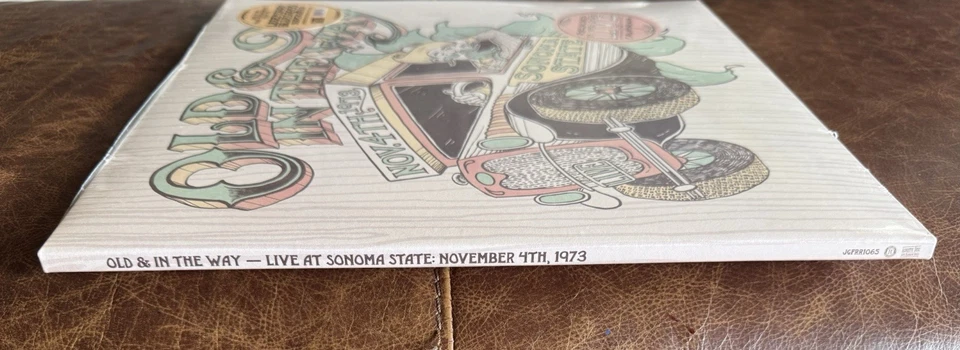 OLD &
IN THE WAY
NOV. 4TH, 1973
SONOMA
STATE
OLD & IN THE WAY — LIVE AT SONOMA STATE: NOVEMBER 4TH, 1973
JGFRR1065